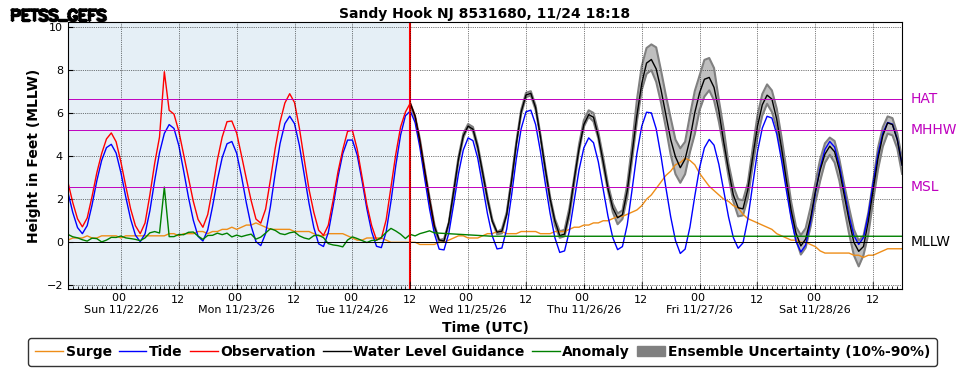 PETSS_GEFS
Sandy Hook NJ 8531680, 11/24 18:18
Height in Feet (MLLW)
10
8
6
4
2
0
−2
HAT
MHHW
MSL
MLLW
00 12 00 12 00 12 00 12 00 12 00 12 00 12
Sun 11/22/26 Mon 11/23/26 Tue 11/24/26 Wed 11/25/26 Thu 11/26/26 Fri 11/27/26 Sat 11/28/26
Time (UTC)
Surge Tide Observation Water Level Guidance Anomaly Ensemble Uncertainty (10%-90%)